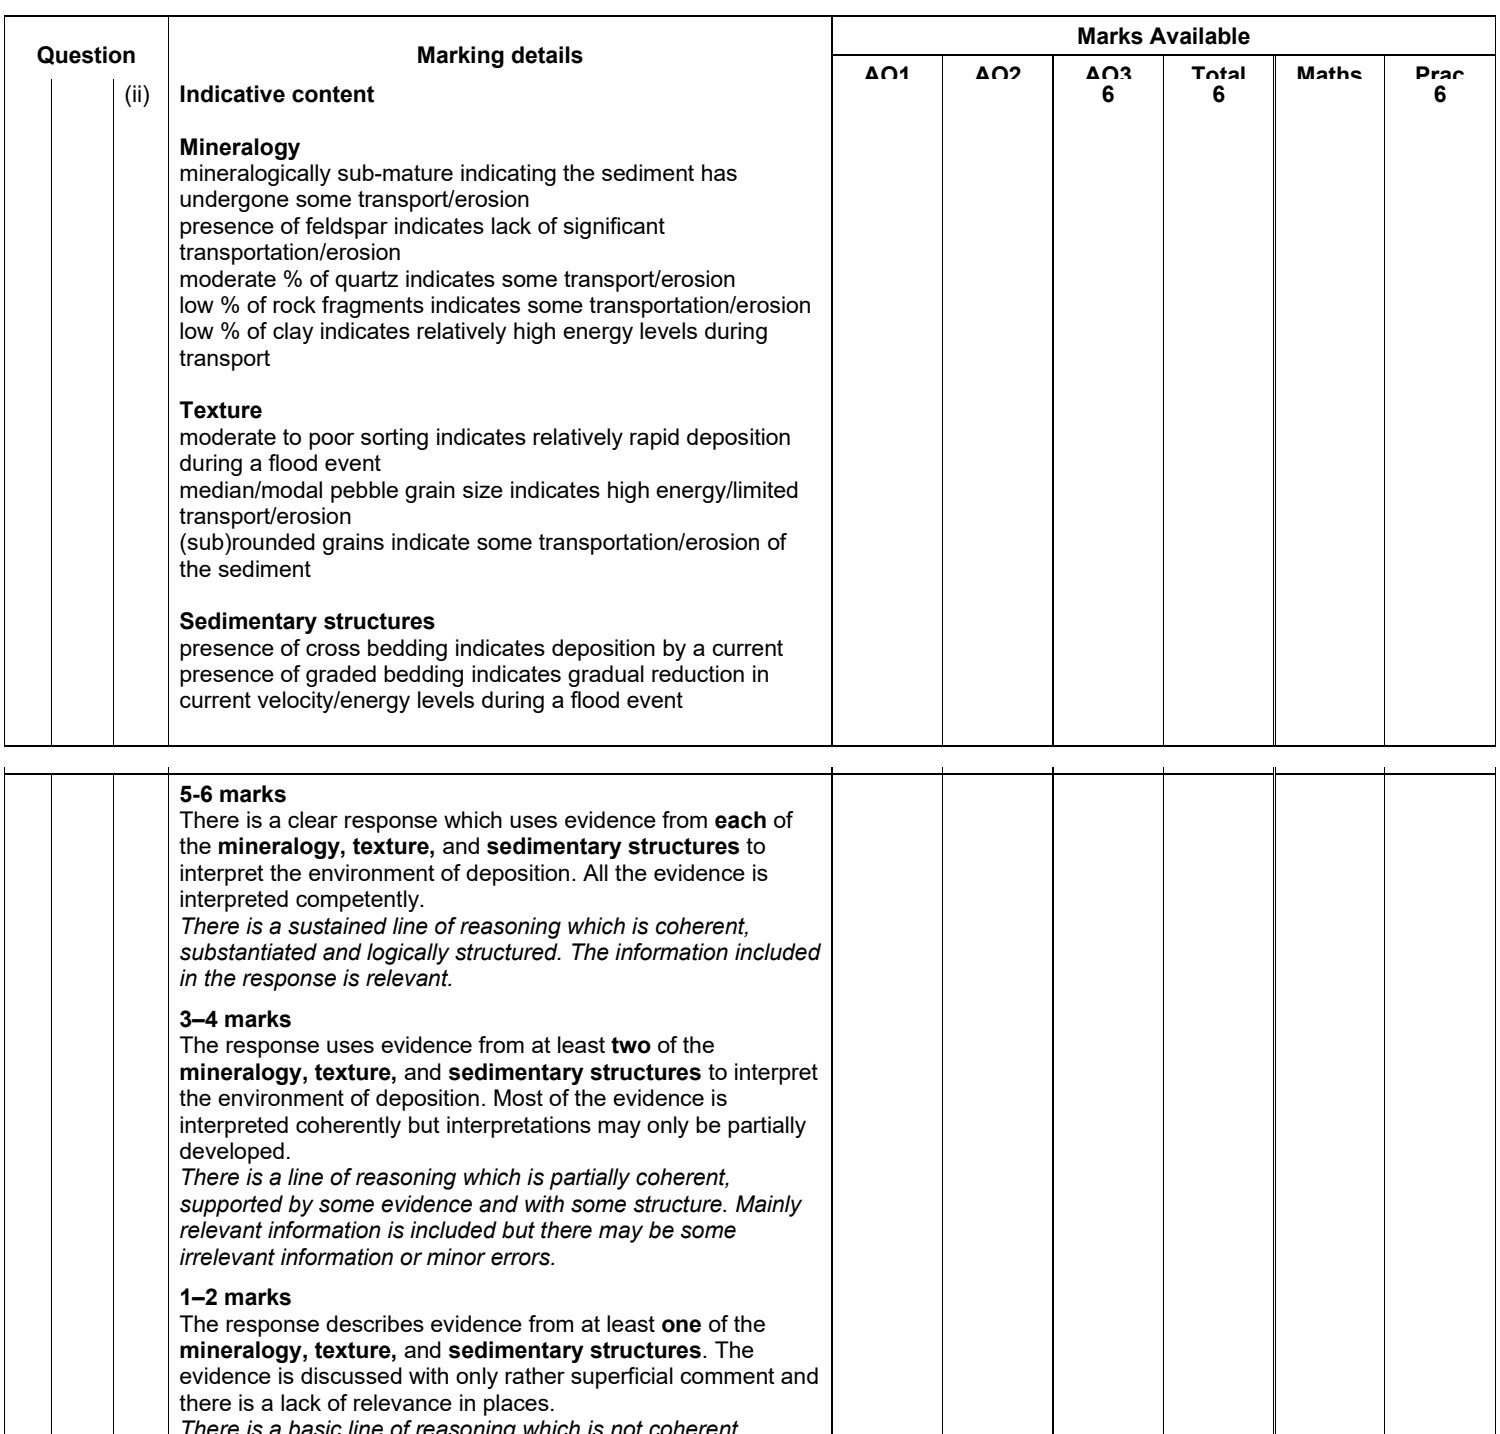 Question Marking details Marks Available
AO1 AO2 AO3 Total Maths Prac
(ii) Indicative content 6 6 6
Mineralogy
mineralogically sub-mature indicating the sediment has
undergone some transport/erosion
presence of feldspar indicates lack of significant
transportation/erosion
moderate % of quartz indicates some transport/erosion
low % of rock fragments indicates some transportation/erosion
low % of clay indicates relatively high energy levels during
transport
Texture
moderate to poor sorting indicates relatively rapid deposition
during a flood event
median/modal pebble grain size indicates high energy/limited
transport/erosion
(sub)rounded grains indicate some transportation/erosion of
the sediment
Sedimentary structures
presence of cross bedding indicates deposition by a current
presence of graded bedding indicates gradual reduction in
current velocity/energy levels during a flood event
5-6 marks
There is a clear response which uses evidence from each of
the mineralogy, texture, and sedimentary structures to
interpret the environment of deposition. All the evidence is
interpreted competently.
There is a sustained line of reasoning which is coherent,
substantiated and logically structured. The information included
in the response is relevant.
3–4 marks
The response uses evidence from at least two of the
mineralogy, texture, and sedimentary structures to interpret
the environment of deposition. Most of the evidence is
interpreted coherently but interpretations may only be partially
developed.
There is a line of reasoning which is partially coherent,
supported by some evidence and with some structure. Mainly
relevant information is included but there may be some
irrelevant information or minor errors.
1–2 marks
The response describes evidence from at least one of the
mineralogy, texture, and sedimentary structures. The
evidence is discussed with only rather superficial comment and
there is a lack of relevance in places.
There is a basic line of reasoning which is not coherent